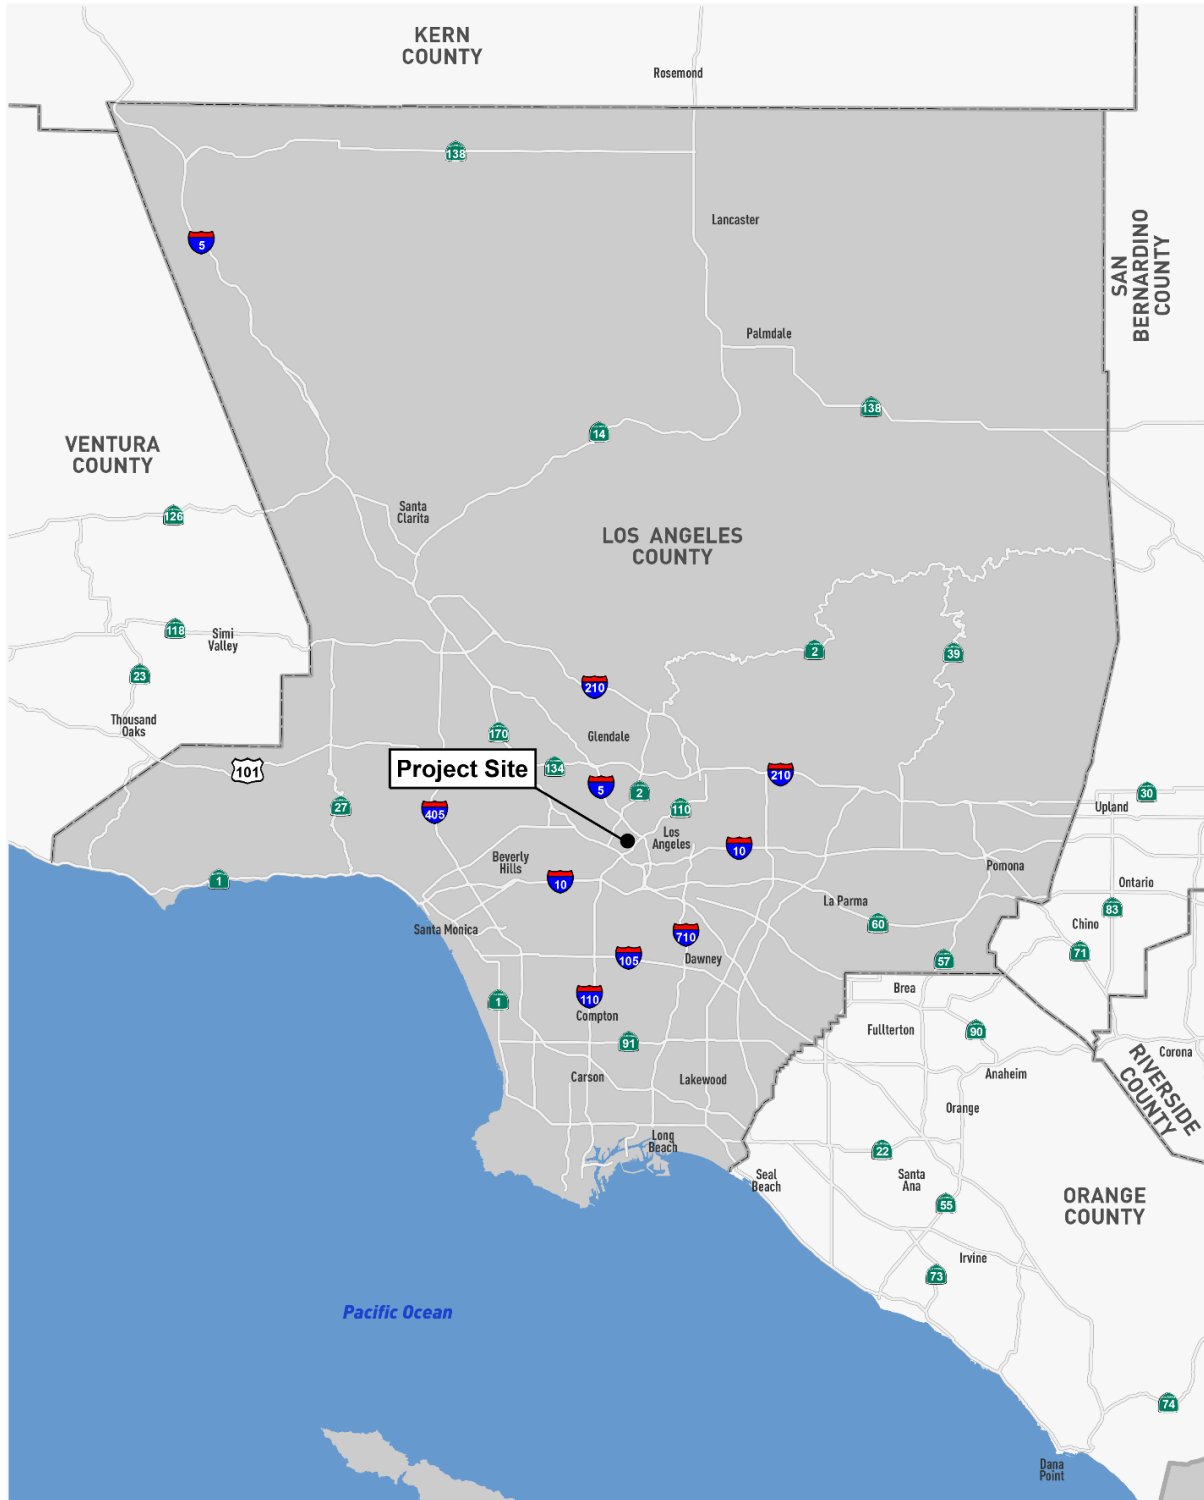 KERN
COUNTY
Rosemond
138
Lancaster
5
SAN
BERNARDINO
COUNTY
Palmdale
138
14
VENTURA
COUNTY
Santa
Clarita
126
LOS ANGELES
COUNTY
118
Simi
Valley
2
39
23
210
Thousand
Oaks
170
Glendale
101
Project Site
134
210
5
2
30
27
405
110
Upland
Los
Angeles
10
Beverly
Hills
Pomona
1
10
Ontario
La Parma
83
60
Chino
Santa Monica
710
71
105
Dawney
57
Brea
110
1
Compton
Fullterton
90
91
RIVERSIDE
COUNTY
Corona
Carson
Lakewood
Anaheim
Orange
Long
Beach
22
Seal
Beach
Santa
Ana
55
ORANGE
COUNTY
Irvine
73
Pacific Ocean
74
Dana
Point